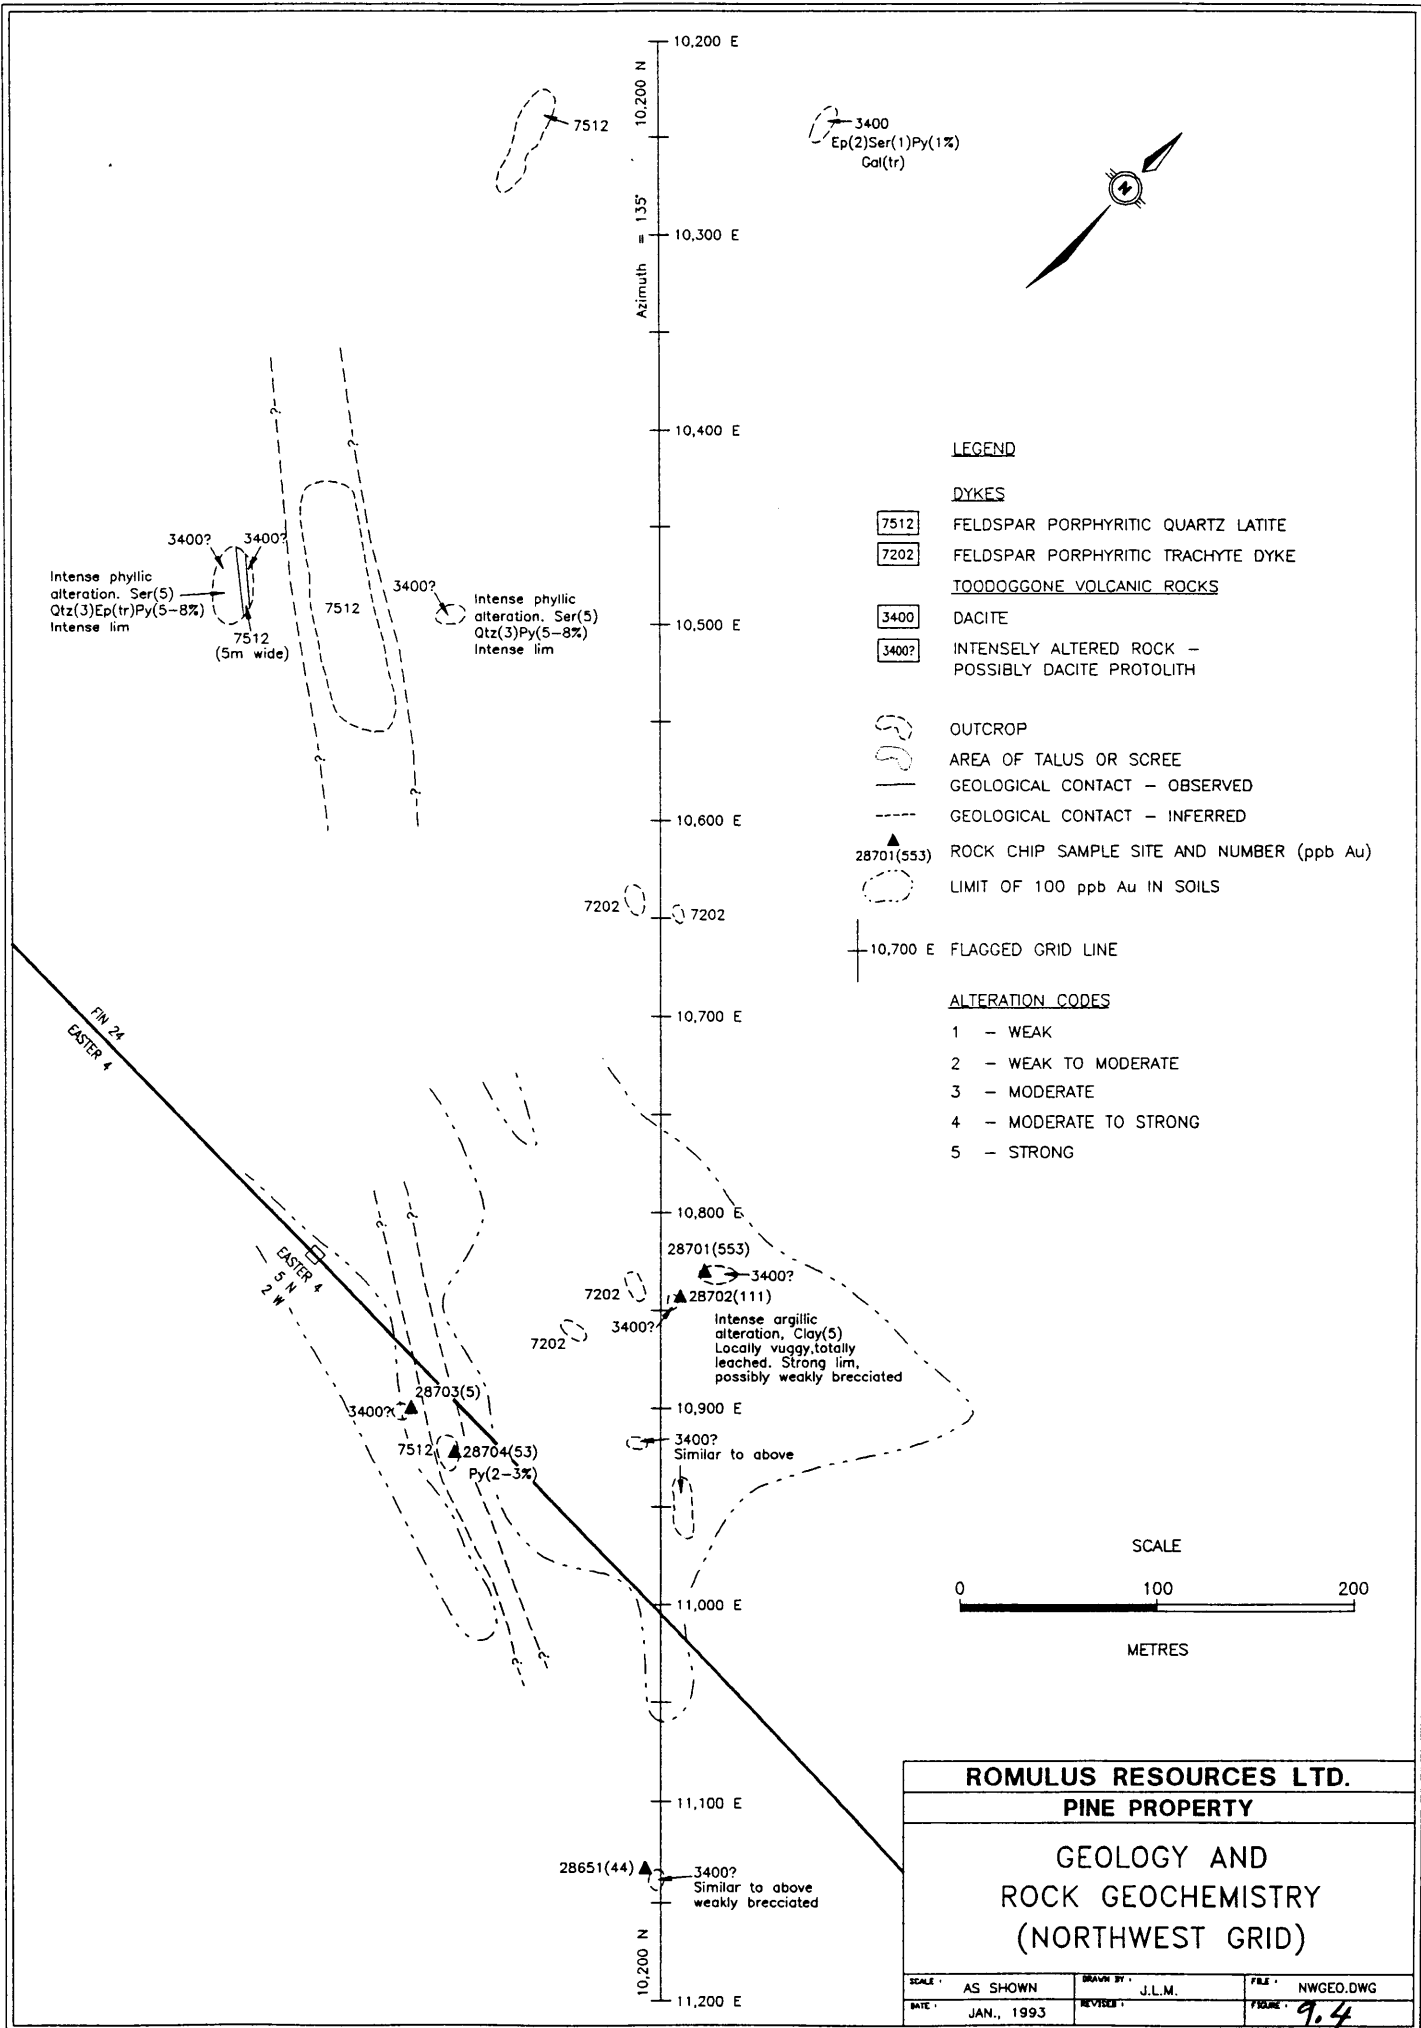 10,200 E
10,200 N
7512
3400
Ep(2)Ser(1)Py(1%)
Gal(tr)
N
Azimuth = 135°
10,300 E
10,400 E
?
?
3400?
3400?
Intense phyllic
alteration. Ser(5)
Qtz(3)Ep(tr)Py(5-8%)
Intense lim
7512
(5m wide)
7512
3400?
Intense phyllic
alteration. Ser(5)
Qtz(3)Py(5-8%)
Intense lim
10,500 E
?
?
10,600 E
7202
7202
10,700 E
LEGEND
DYKES
7512 FELDSPAR PORPHYRITIC QUARTZ LATITE
7202 FELDSPAR PORPHYRITIC TRACHYTE DYKE
TOODOGGONE VOLCANIC ROCKS
3400 DACITE
3400? INTENSELY ALTERED ROCK –
POSSIBLY DACITE PROTOLITH
OUTCROP
AREA OF TALUS OR SCREE
GEOLOGICAL CONTACT – OBSERVED
GEOLOGICAL CONTACT – INFERRED
28701(553) ROCK CHIP SAMPLE SITE AND NUMBER (ppb Au)
LIMIT OF 100 ppb Au IN SOILS
10,700 E FLAGGED GRID LINE
ALTERATION CODES
1 – WEAK
2 – WEAK TO MODERATE
3 – MODERATE
4 – MODERATE TO STRONG
5 – STRONG
FIN 24
EASTER 4
EASTER 4
5 N
2 W
?
?
10,800 E
28701(553)
3400?
7202
28702(111)
3400?
7202
Intense argillic
alteration, Clay(5)
Locally vuggy,totally
leached. Strong lim,
possibly weakly brecciated
28703(5)
3400?
10,900 E
7512
28704(53)
Py(2-3%)
3400?
Similar to above
11,000 E
?
?
SCALE
0 100 200
METRES
11,100 E
28651(44)
3400?
Similar to above
weakly brecciated
10,200 N
11,200 E
ROMULUS RESOURCES LTD.
PINE PROPERTY
GEOLOGY AND
ROCK GEOCHEMISTRY
(NORTHWEST GRID)
SCALE : AS SHOWN DRAWN BY : J.L.M. FILE : NWGEO.DWG
DATE : JAN., 1993 REVISED : FIGURE : 9.4